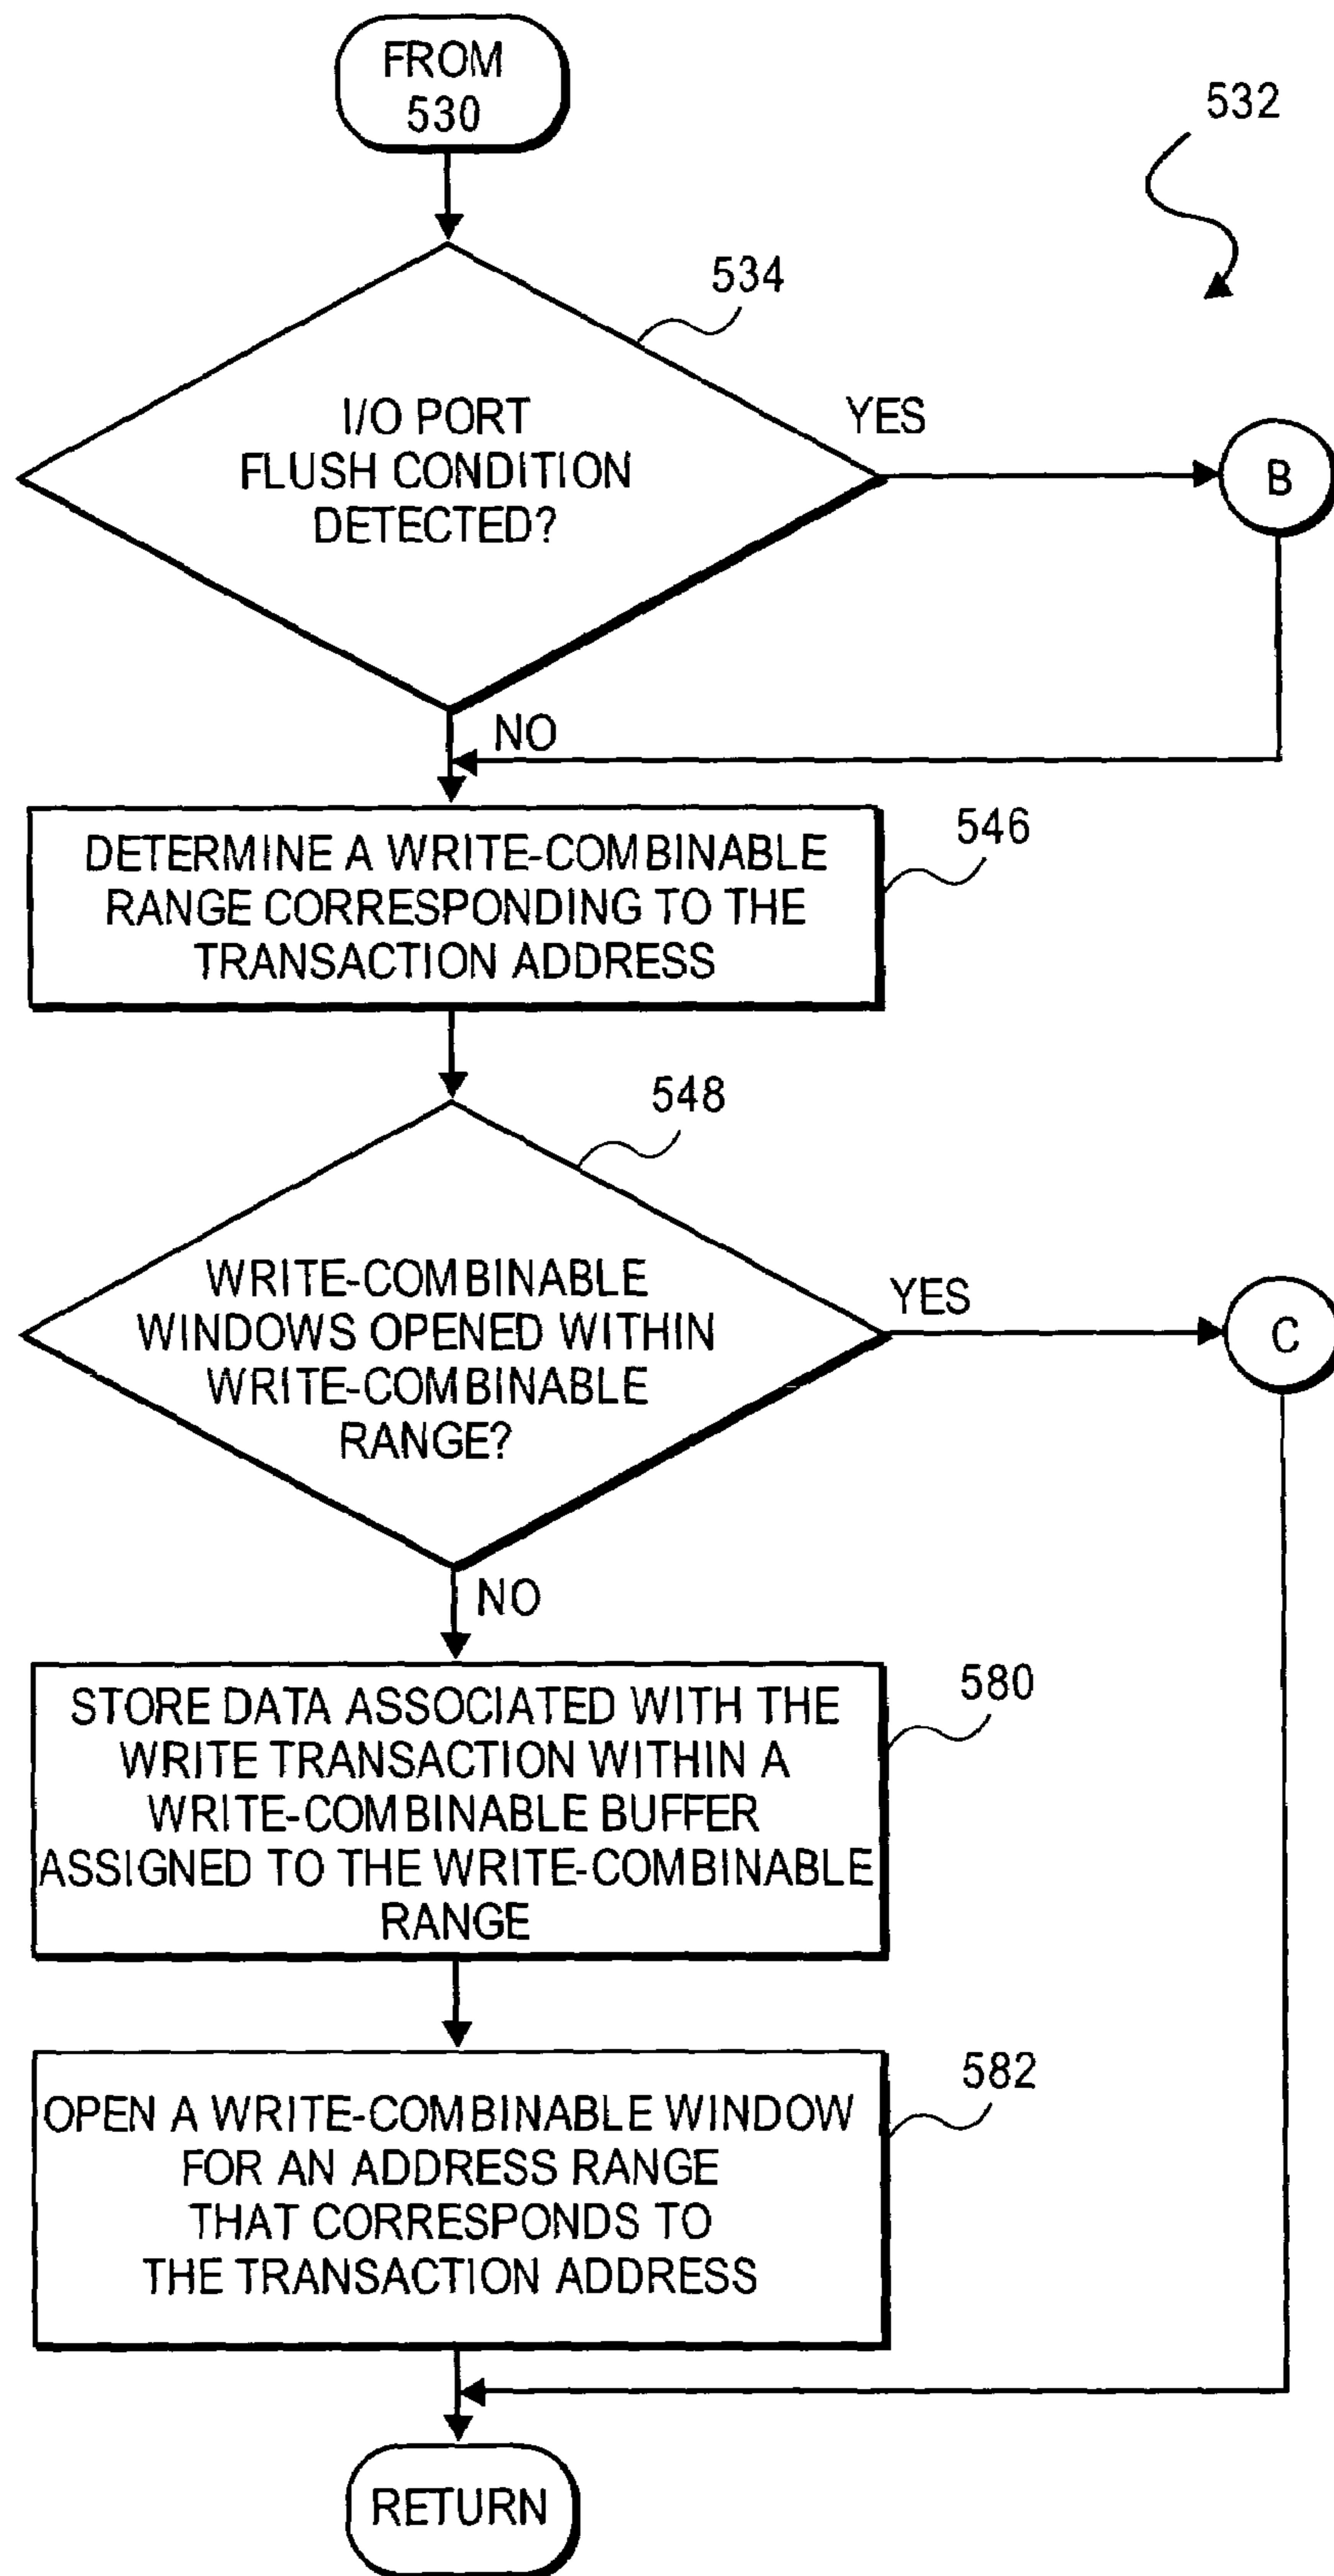 FROM
530
532
534
I/O PORT
FLUSH CONDITION
DETECTED?
YES
B
NO
546
DETERMINE A WRITE-COMBINABLE
RANGE CORRESPONDING TO THE
TRANSACTION ADDRESS
548
WRITE-COMBINABLE
WINDOWS OPENED WITHIN
WRITE-COMBINABLE
RANGE?
YES
C
NO
580
STORE DATA ASSOCIATED WITH THE
WRITE TRANSACTION WITHIN A
WRITE-COMBINABLE BUFFER
ASSIGNED TO THE WRITE-COMBINABLE
RANGE
582
OPEN A WRITE-COMBINABLE WINDOW
FOR AN ADDRESS RANGE
THAT CORRESPONDS TO
THE TRANSACTION ADDRESS
RETURN